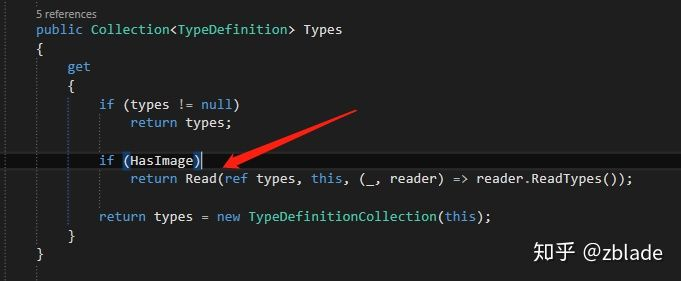 5 references
public Collection<TypeDefinition> Types
{
get
{
if (types != null)
return types;
if (HasImage)
return Read(ref types, this, (_, reader) => reader.ReadTypes());
return types = new TypeDefinitionCollection(this);
}
}
知乎 @zblade